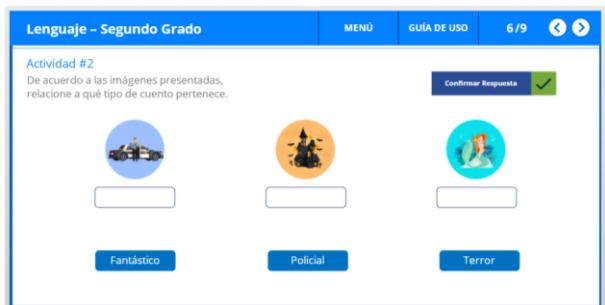 Lenguaje – Segundo Grado
MENÚ
GUÍA DE USO
6/9
Actividad #2
De acuerdo a las imágenes presentadas,
relacione a qué tipo de cuento pertenece.
Confirmar Respuesta
Fantástico
Policial
Terror